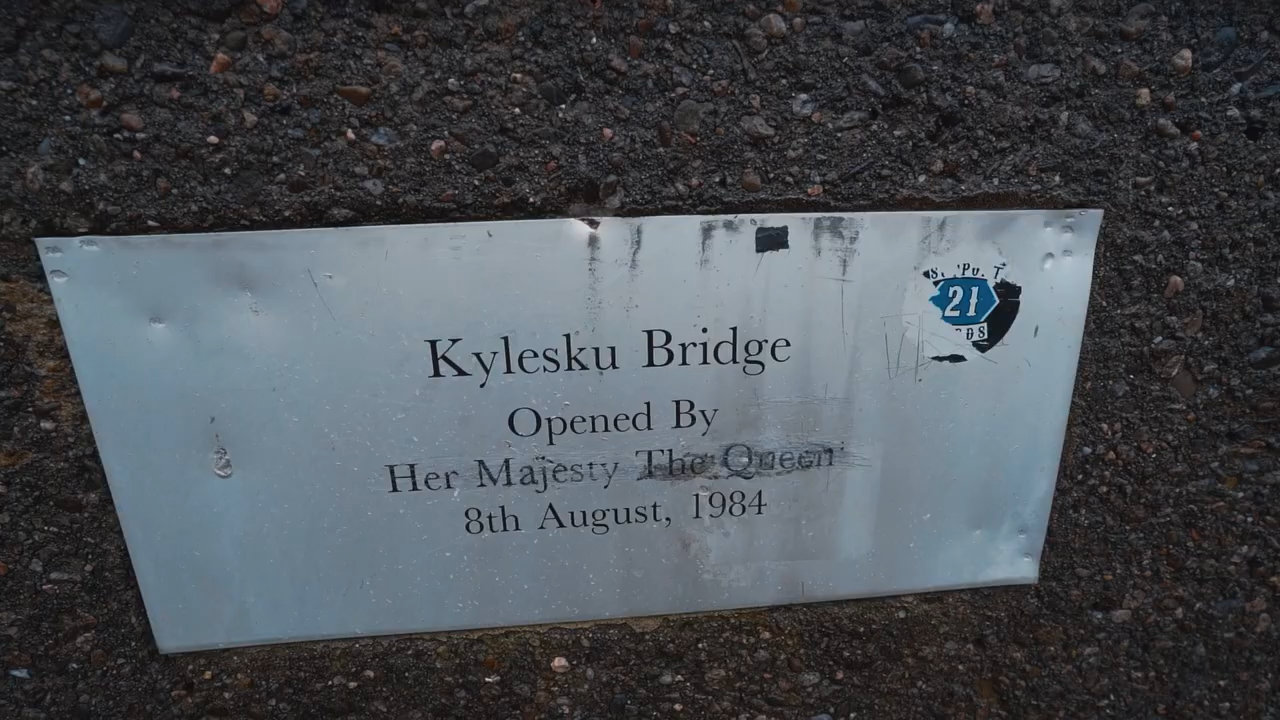 Kylesku Bridge
Opened By
Her Majesty The Queen
8th August, 1984
21